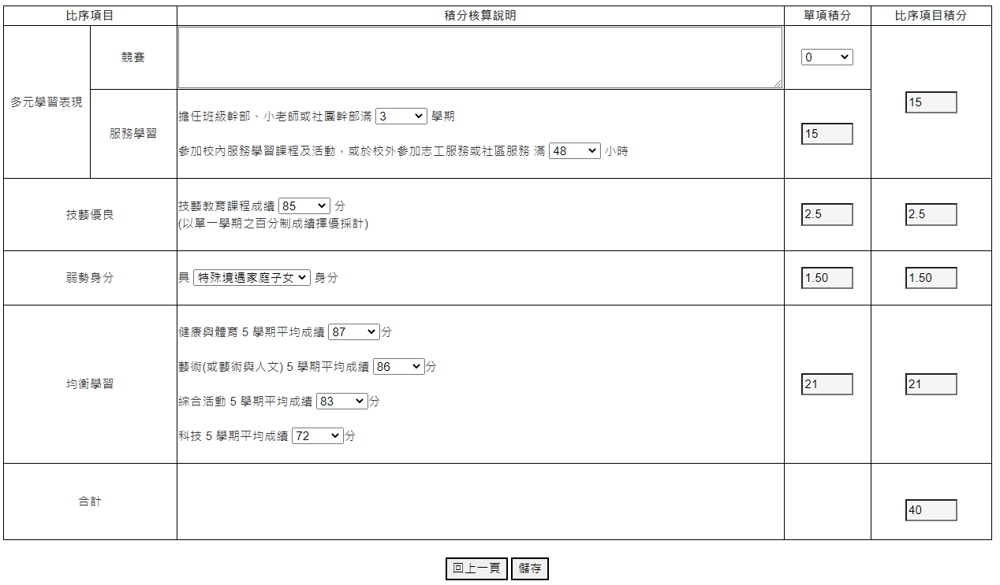 比序項目 積分核算說明 單項積分 比序項目積分
多元學習表現
競賽
0
15
服務學習
擔任班級幹部、小老師或社團幹部滿 3 學期
參加校內服務學習課程及活動，或於校外參加志工服務或社區服務 滿 48 小時
15
技藝優良
技藝教育課程成績 85 分
(以單一學期之百分制成績擇優採計)
2.5
2.5
弱勢身分
具 特殊境遇家庭子女 身分
1.50
1.50
均衡學習
健康與體育 5 學期平均成績 87 分
藝術(或藝術與人文) 5 學期平均成績 86 分
綜合活動 5 學期平均成績 83 分
科技 5 學期平均成績 72 分
21
21
合計
40
回上一頁 儲存